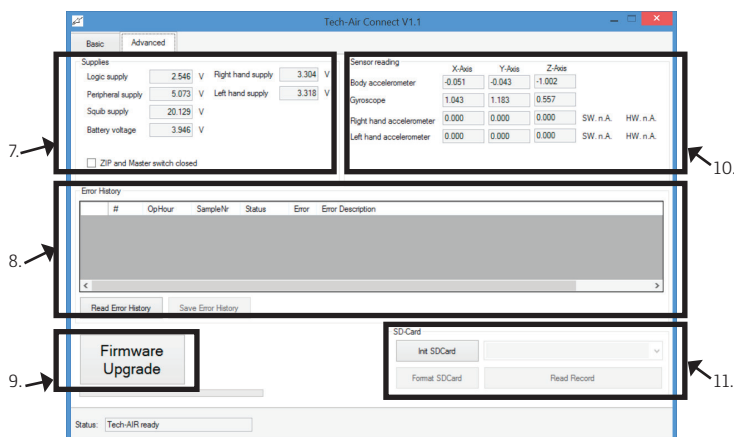 Tech-Air Connect V1.1
Basic Advanced
Supplies
Logic supply 2.546 V Right hand supply 3.304 V
Peripheral supply 5.073 V Left hand supply 3.318 V
Squib supply 20.129 V
Battery voltage 3.946 V
ZIP and Master switch closed
7.
Sensor reading
X-Axis Y-Axis Z-Axis
Body accelerometer -0.051 -0.043 -1.002
Gyroscope 1.043 1.183 0.557
Right hand accelerometer 0.000 0.000 0.000 SW. n.A. HW. n.A.
Left hand accelerometer 0.000 0.000 0.000 SW. n.A. HW. n.A.
10.
Error History
# OpHour SampleNr Status Error Error Description
8.
Read Error History Save Error History
Firmware
Upgrade
9.
SD-Card
Init SDCard
Format SDCard Read Record
11.
Status: Tech-AIR ready